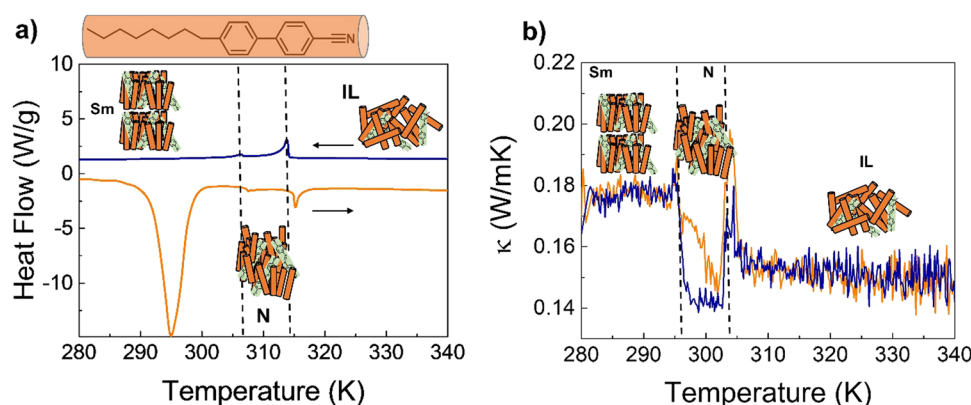 a)
N
10
5
0
-5
-10
Heat Flow (W/g)
Sm
IL
N
280 290 300 310 320 330 340
Temperature (K)
b)
0.22
0.20
0.18
0.16
0.14
κ (W/mK)
Sm
N
IL
280 290 300 310 320 330 340
Temperature (K)